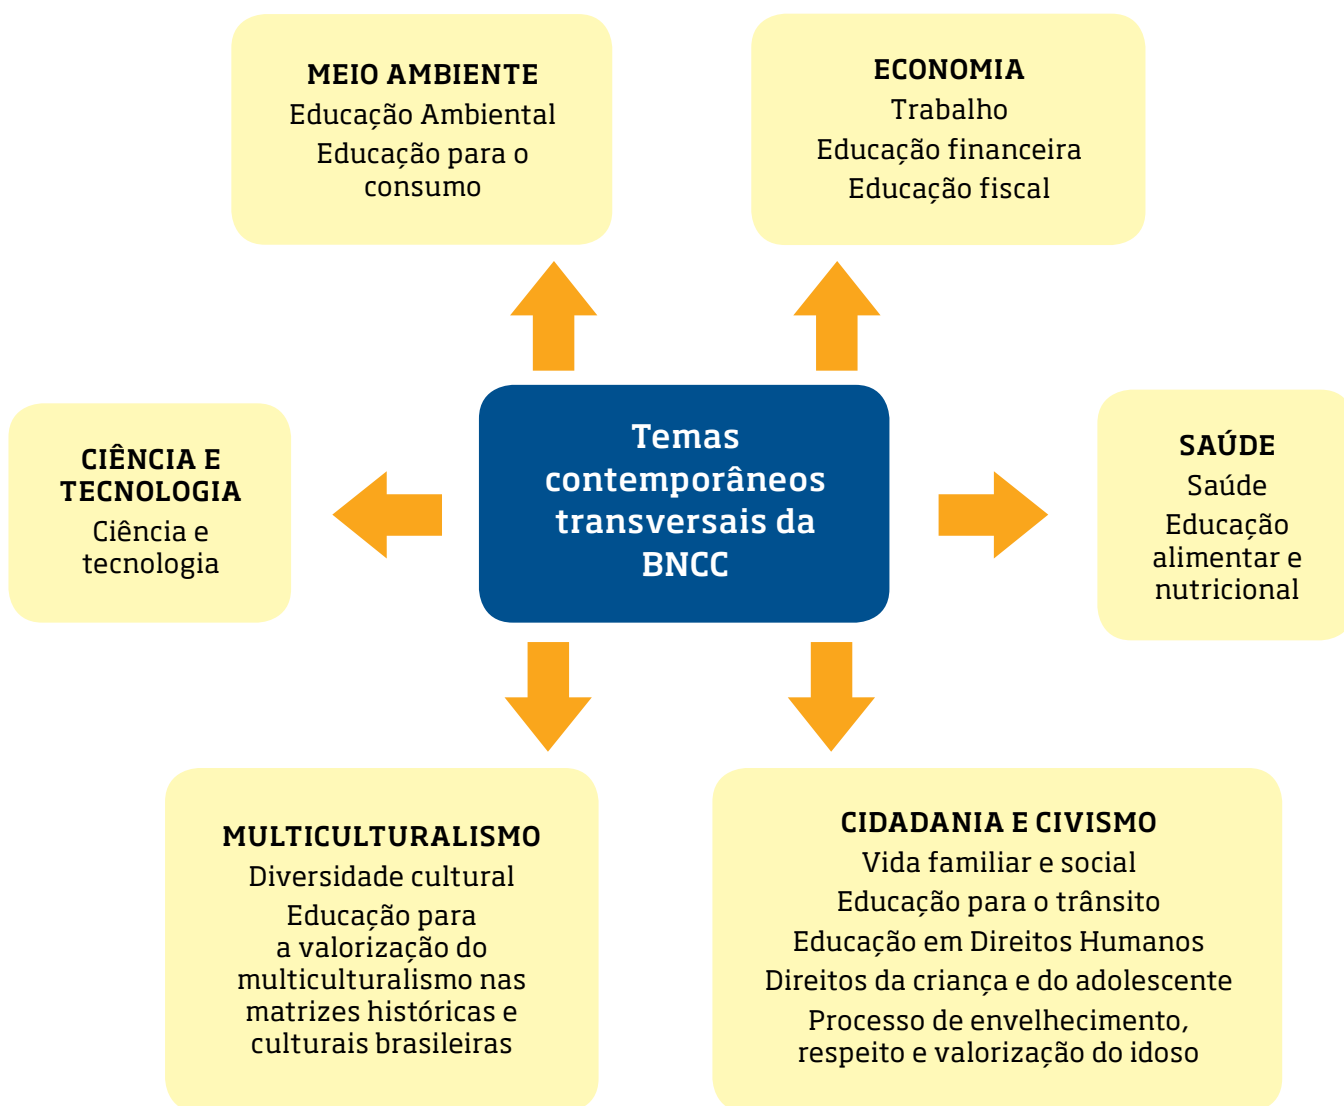 MEIO AMBIENTE
Educação Ambiental
Educação para o
consumo
ECONOMIA
Trabalho
Educação financeira
Educação fiscal
CIÊNCIA E
TECNOLOGIA
Ciência e
tecnologia
Temas
contemporâneos
transversais da
BNCC
SAÚDE
Saúde
Educação
alimentar e
nutricional
MULTICULTURALISMO
Diversidade cultural
Educação para
a valorização do
multiculturalismo nas
matrizes históricas e
culturais brasileiras
CIDADANIA E CIVISMO
Vida familiar e social
Educação para o trânsito
Educação em Direitos Humanos
Direitos da criança e do adolescente
Processo de envelhecimento,
respeito e valorização do idoso